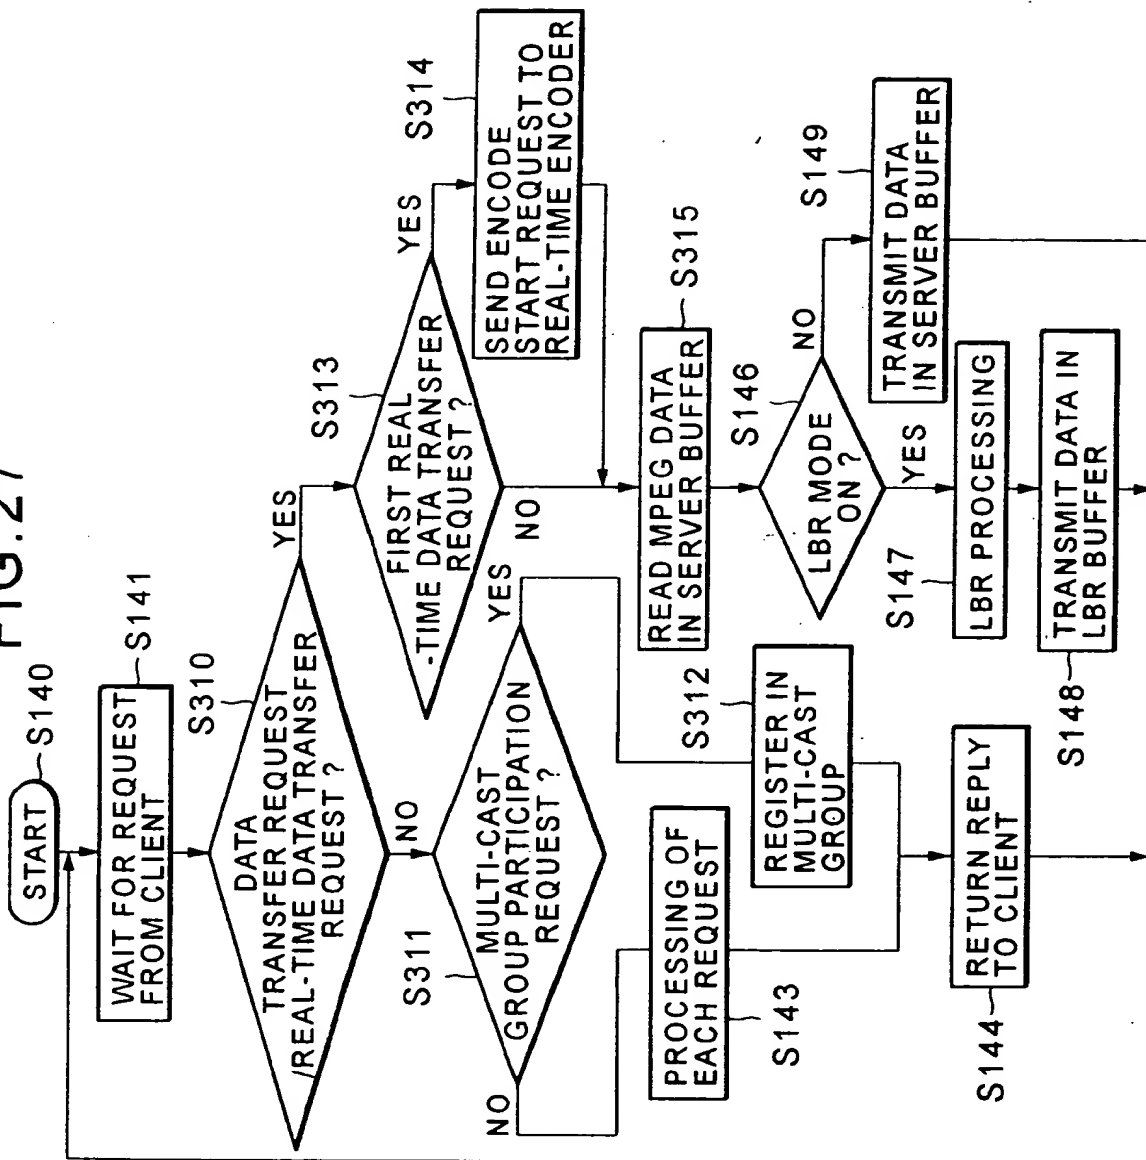 FIG.27
START
S140
WAIT FOR REQUEST
FROM CLIENT
S141
DATA
TRANSFER REQUEST
/REAL-TIME DATA TRANSFER
REQUEST ?
S310
YES
NO
FIRST REAL
-TIME DATA TRANSFER
REQUEST ?
S313
YES
NO
SEND ENCODE
START REQUEST TO
REAL-TIME ENCODER
S314
MULTI-CAST
GROUP PARTICIPATION
REQUEST ?
S311
NO
YES
PROCESSING OF
EACH REQUEST
S143
REGISTER IN
MULTI-CAST
GROUP
S312
READ MPEG DATA
IN SERVER BUFFER
S315
LBR MODE
ON ?
S146
NO
YES
TRANSMIT DATA
IN SERVER BUFFER
S149
LBR PROCESSING
S147
RETURN REPLY
TO CLIENT
S144
TRANSMIT DATA IN
LBR BUFFER
S148